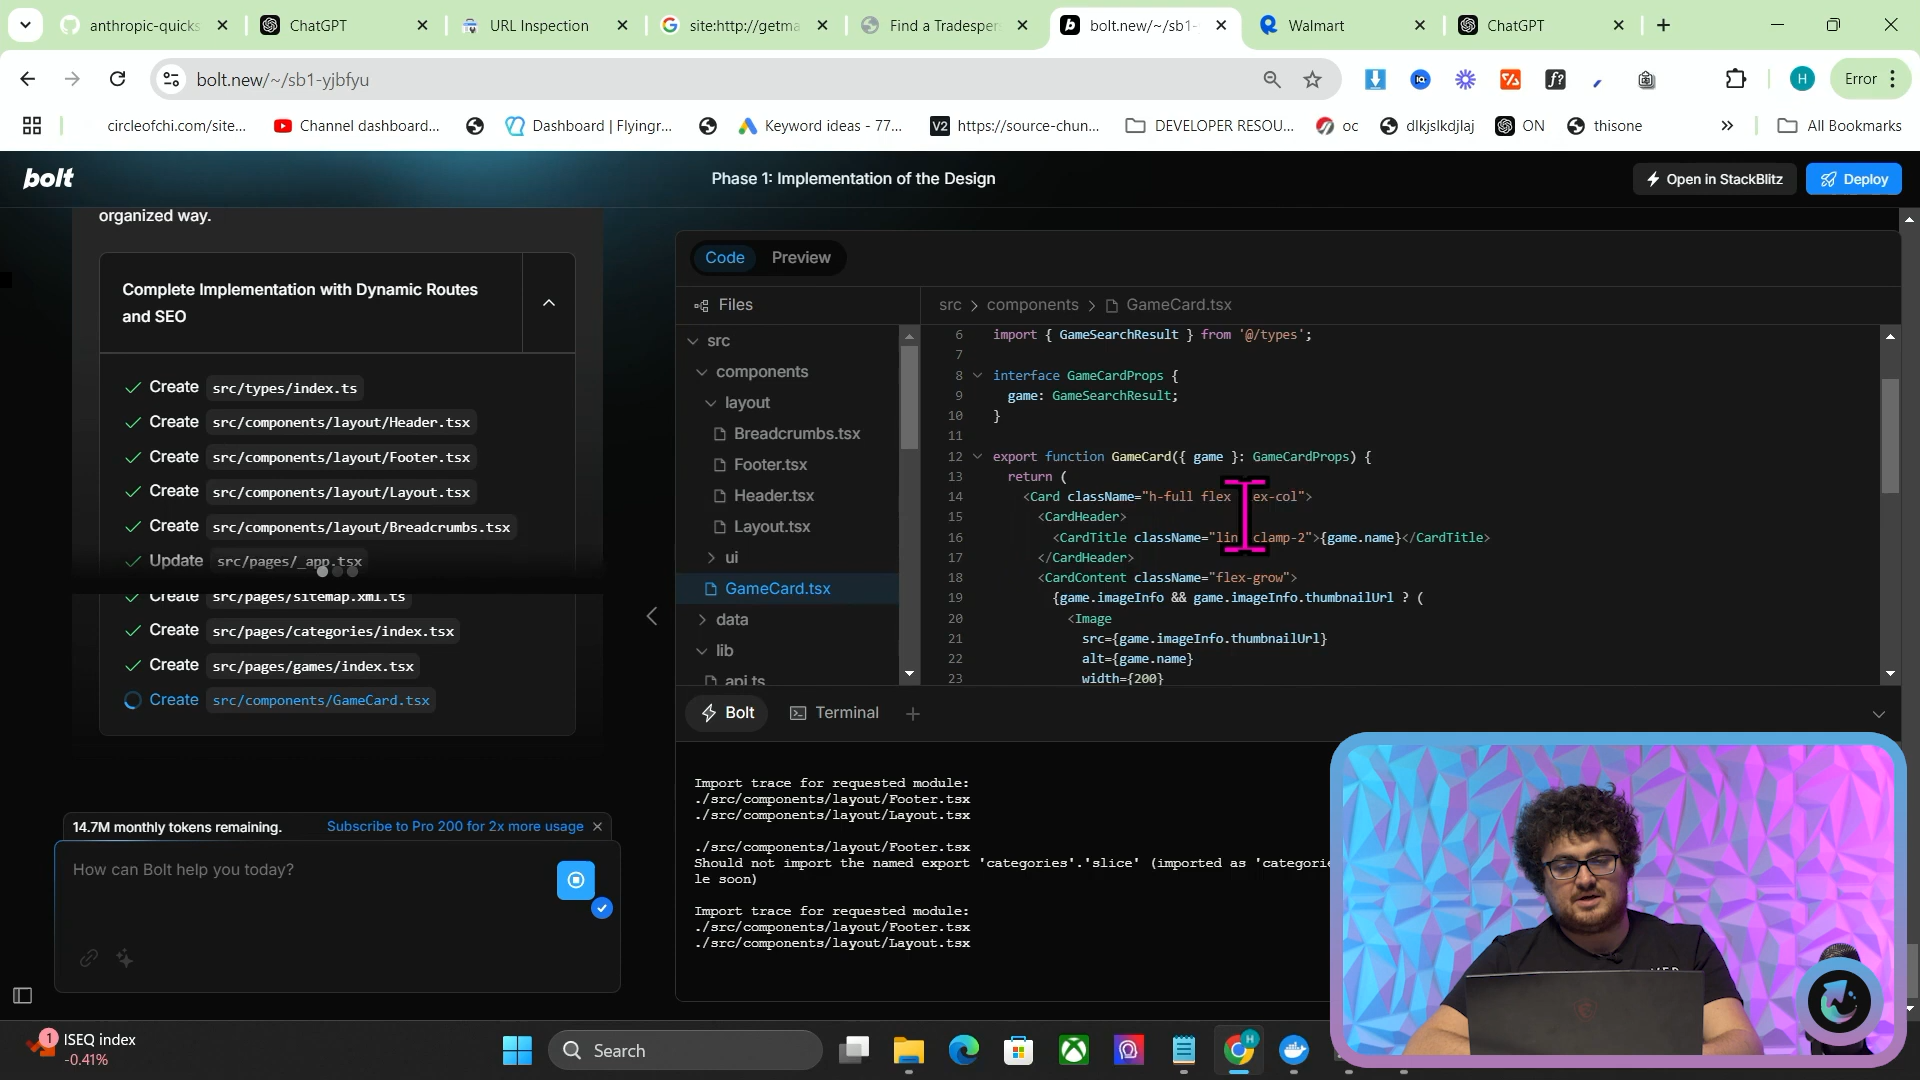 anthropic-quicks
ChatGPT
URL Inspection
site:http://getma
Find a Tradespers
bolt.new/~/sb1-
Walmart
ChatGPT
bolt.new/~/sb1-yjbfyu
H
Error
circleofchi.com/site...
Channel dashboard...
Dashboard | Flyingr...
Keyword ideas - 77...
V2
https://source-chun...
DEVELOPER RESOU...
oc
dlkjslkdjlaj
ON
thisone
All Bookmarks
bolt
Phase 1: Implementation of the Design
Open in StackBlitz
Deploy
organized way.
Complete Implementation with Dynamic Routes
and SEO
Create src/types/index.ts
Create src/components/layout/Header.tsx
Create src/components/layout/Footer.tsx
Create src/components/layout/Layout.tsx
Create src/components/layout/Breadcrumbs.tsx
Update src/pages/_app.tsx
Create src/pages/sitemap.xml.ts
Create src/pages/categories/index.tsx
Create src/pages/games/index.tsx
Create src/components/GameCard.tsx
14.7M monthly tokens remaining.
Subscribe to Pro 200 for 2x more usage
How can Bolt help you today?
Code
Preview
Files
src
components
layout
Breadcrumbs.tsx
Footer.tsx
Header.tsx
Layout.tsx
ui
GameCard.tsx
data
lib
api.ts
src > components > GameCard.tsx
6 import { GameSearchResult } from '@/types';
7
8 interface GameCardProps {
9 game: GameSearchResult;
10 }
11
12 export function GameCard({ game }: GameCardProps) {
13 return (
14 <Card className="h-full flex ex-col">
15 <CardHeader>
16 <CardTitle className="lin clamp-2">{game.name}</CardTitle>
17 </CardHeader>
18 <CardContent className="flex-grow">
19 {game.imageInfo && game.imageInfo.thumbnailUrl ? (
20 <Image
21 src={game.imageInfo.thumbnailUrl}
22 alt={game.name}
23 width={200}
Bolt
Terminal
Import trace for requested module:
./src/components/layout/Footer.tsx
./src/components/layout/Layout.tsx
./src/components/layout/Footer.tsx
Should not import the named export 'categories'.'slice' (imported as 'categorie
le soon)
Import trace for requested module:
./src/components/layout/Footer.tsx
./src/components/layout/Layout.tsx
1
ISEQ index
-0.41%
Search
H